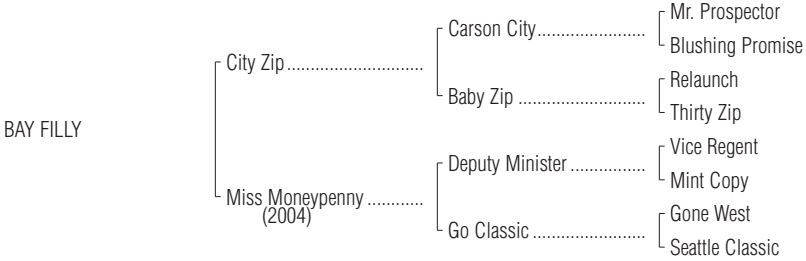 Mr. Prospector
Carson City.......................
Blushing Promise
City Zip.............................
Relaunch
Baby Zip ...........................
Thirty Zip
BAY FILLY
Vice Regent
Deputy Minister ................
Mint Copy
Miss Moneypenny ............
(2004)
Gone West
Go Classic ........................
Seattle Classic